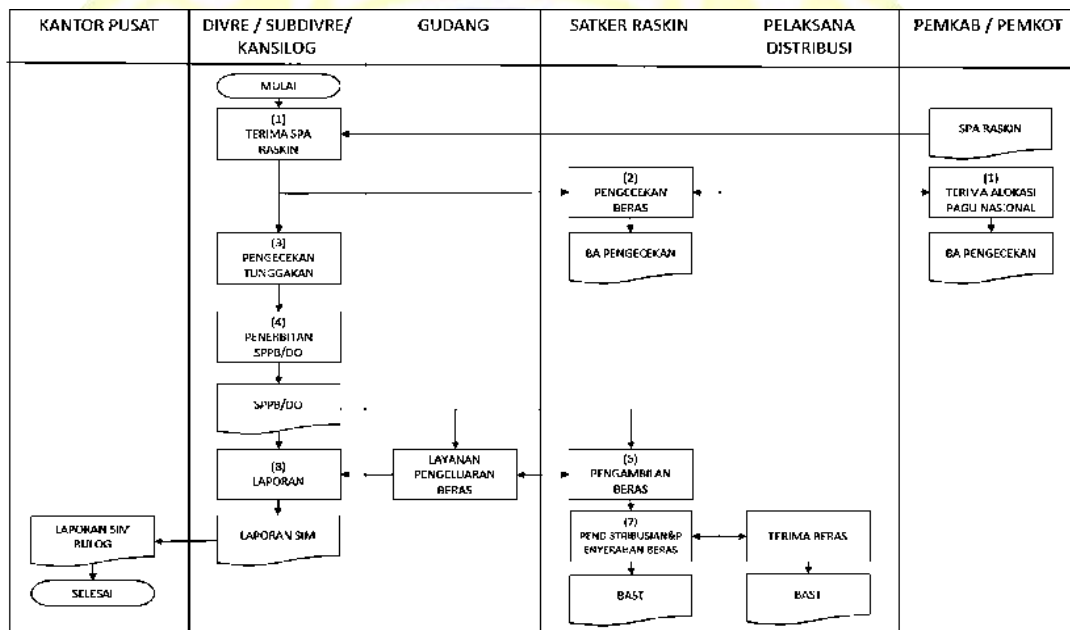 KANTOR PUSAT
DIVRE / SUBDIVRE/
KANSILOG
GUDANG
SATKER RASKIN
PELAKSANA
DISTRIBUSI
PEMKAB / PEMKOT
MULAI
(1)
TERIMA SPA
RASKIN
SPA RASKIN
(2)
PENGECEKAN
BERAS
(1)
TERIMA ALOKASI
PAGU NASIONAL
BA PENGECEKAN
BA PENGECEKAN
(3)
PENGECEKAN
TUNGGAKAN
(4)
PENERBITAN
SPPB/DO
SPPB/DO
(8)
LAPORAN
LAYANAN
PENGELUARAN
BERAS
(5)
PENGAMBILAN
BERAS
LAPORAN SIM
BULOG
LAPORAN SIM
(7)
PENDISTRIBUSIAN&P
ENYERAHAN BERAS
TERIMA BERAS
SELESAI
BAST
BAST